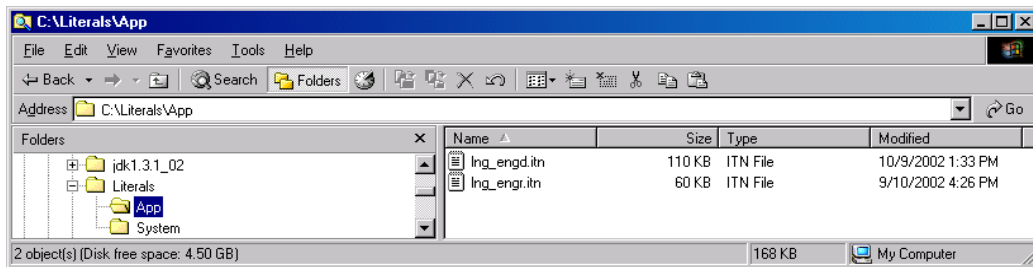 C:\Literals\App
File Edit View Favorites Tools Help
Back Search Folders
Address C:\Literals\App Go
Folders Name Size Type Modified
jdk1.3.1_02 lng_engd.itn 110 KB ITN File 10/9/2002 1:33 PM
Literals lng_engr.itn 60 KB ITN File 9/10/2002 4:26 PM
App
System
2 object(s) (Disk free space: 4.50 GB) 168 KB My Computer